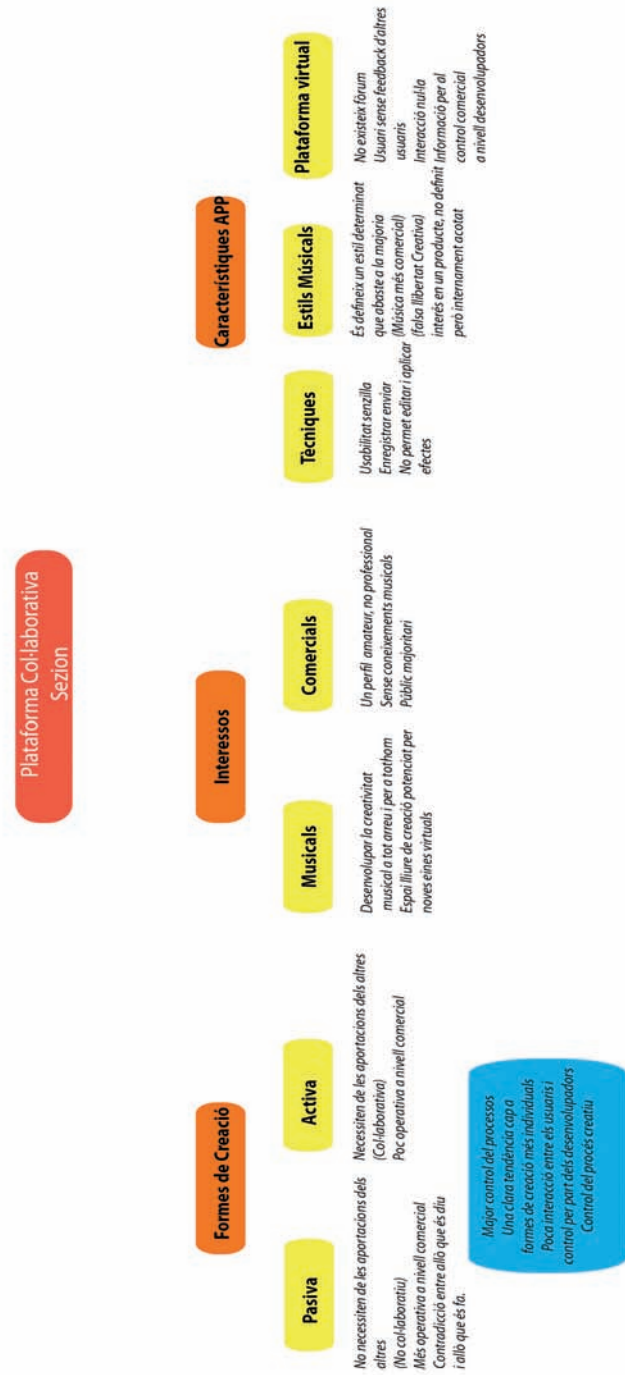 Plataforma Col·laborativa
Sezion
Formes de Creació
Pasiva
No necessiten de les aportacions dels
altres
(No col·laboratiu)
Més operativa a nivell comercial
Contradicció entre allò que és diu
i allò que és fa.
Activa
Necessiten de les aportacions dels altres
(Col·laborativa)
Poc operativa a nivell comercial
Major control del processos
Una clara tendència cap a
formes de creació més individuals
Poca interacció entre els usuaris i
control per part dels desenvolupadors
Control del procés creatiu
Interessos
Musicals
Desenvolupar la creativitat
musical a tot arreu i per a tothom
Espai lliure de creació potenciat per
noves eines virtuals
Comercials
Un perfil amateur, no professional
Sense coneixements musicals
Públic majoritari
Característiques APP
Tècniques
Usabilitat senzilla
Enregistrar enviar
No permet editar i aplicar
efectes
Estils Músicals
És defineix un estil determinat
que abaste a la majoria
(Música més comercial)
(falsa llibertat Creativa)
interés en un producte, no definit
però internament acotat
Plataforma virtual
No existeix fòrum
Usuari sense feedback d'altres
usuaris
Interacció nul·la
Informació per al
control comercial
a nivell desenvolupadors